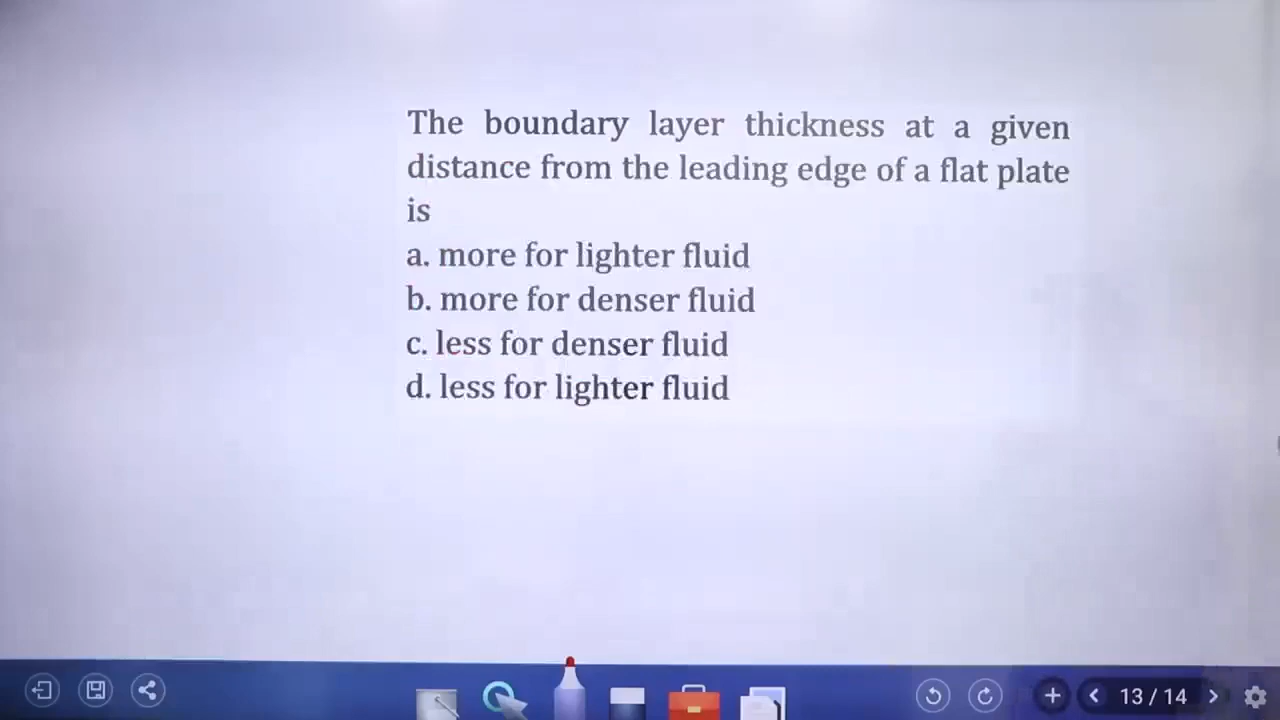 The boundary layer thickness at a given
distance from the leading edge of a flat plate
is
a. more for lighter fluid
b. more for denser fluid
c. less for denser fluid
d. less for lighter fluid
13 / 14